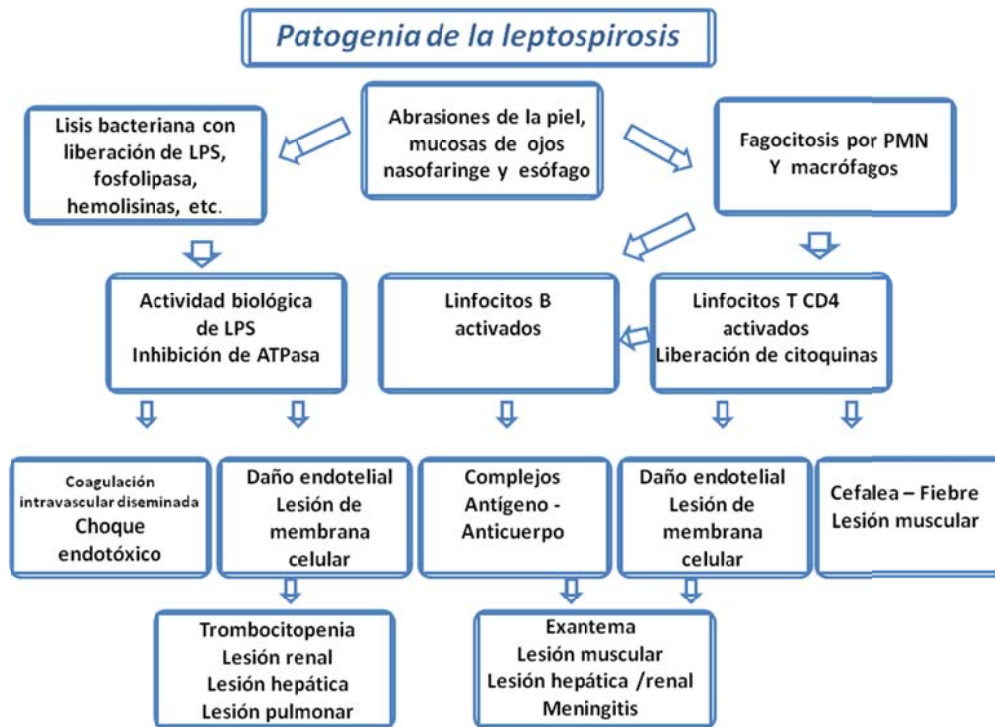 Patogenia de la leptospirosis
Lisis bacteriana con
liberación de LPS,
fosfolipasa,
hemolisinas, etc.
Abrasiones de la piel,
mucosas de ojos
nasofaringe y esófago
Fagocitosis por PMN
Y macrófagos
Actividad biológica
de LPS
Inhibición de ATPasa
Linfocitos B
activados
Linfocitos T CD4
activados
Liberación de citoquinas
Coagulación
intravascular diseminada
Choque
endotóxico
Daño endotelial
Lesión de
membrana
celular
Complejos
Antígeno -
Anticuerpo
Daño endotelial
Lesión de
membrana
celular
Cefalea – Fiebre
Lesión muscular
Trombocitopenia
Lesión renal
Lesión hepática
Lesión pulmonar
Exantema
Lesión muscular
Lesión hepática /renal
Meningitis